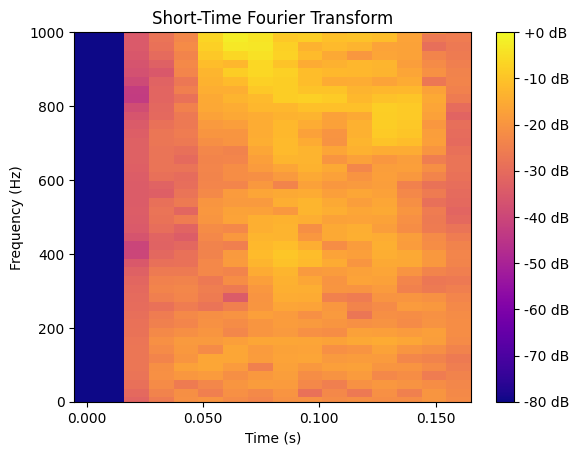 Short-Time Fourier Transform
1000
800
600
400
200
0
Frequency (Hz)
0.000
0.050
0.100
0.150
Time (s)
+0 dB
-10 dB
-20 dB
-30 dB
-40 dB
-50 dB
-60 dB
-70 dB
-80 dB